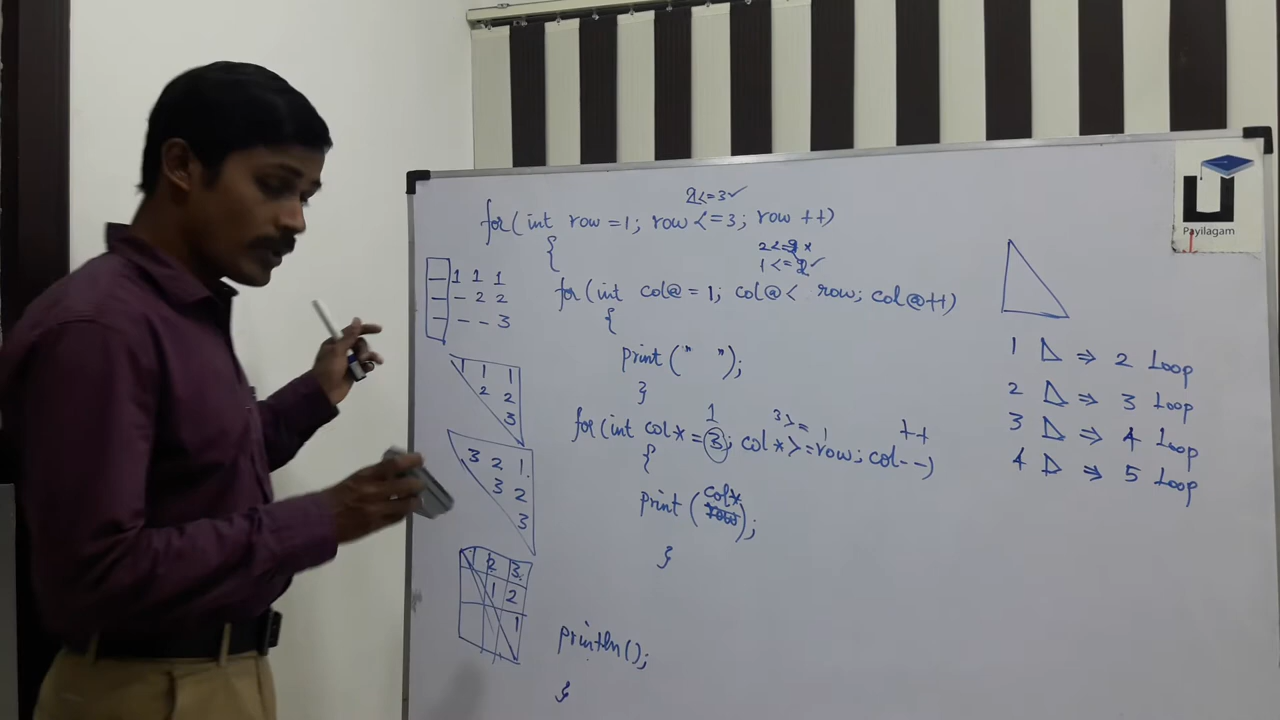 2<=3✓
for( int row =1; row <=3; row ++)
{
2<=2 ×
1<=2✓
for( int col@ = 1; col@ < row; col@++)
{
print (" ");
}
1
3>= 1
++
for( int col* = 3; col* >=row; col--)
{
print ( col* row );
}
println();
}
— 1 1 1
— – 2 2
— – – 3
1 1 1
2 2
3
3 2 1
3 2
3
1 2 3
1 2
1
1 ⇒ 2 Loop
2 ⇒ 3 Loop
3 ⇒ 4 Loop
4 ⇒ 5 Loop
Payilagam